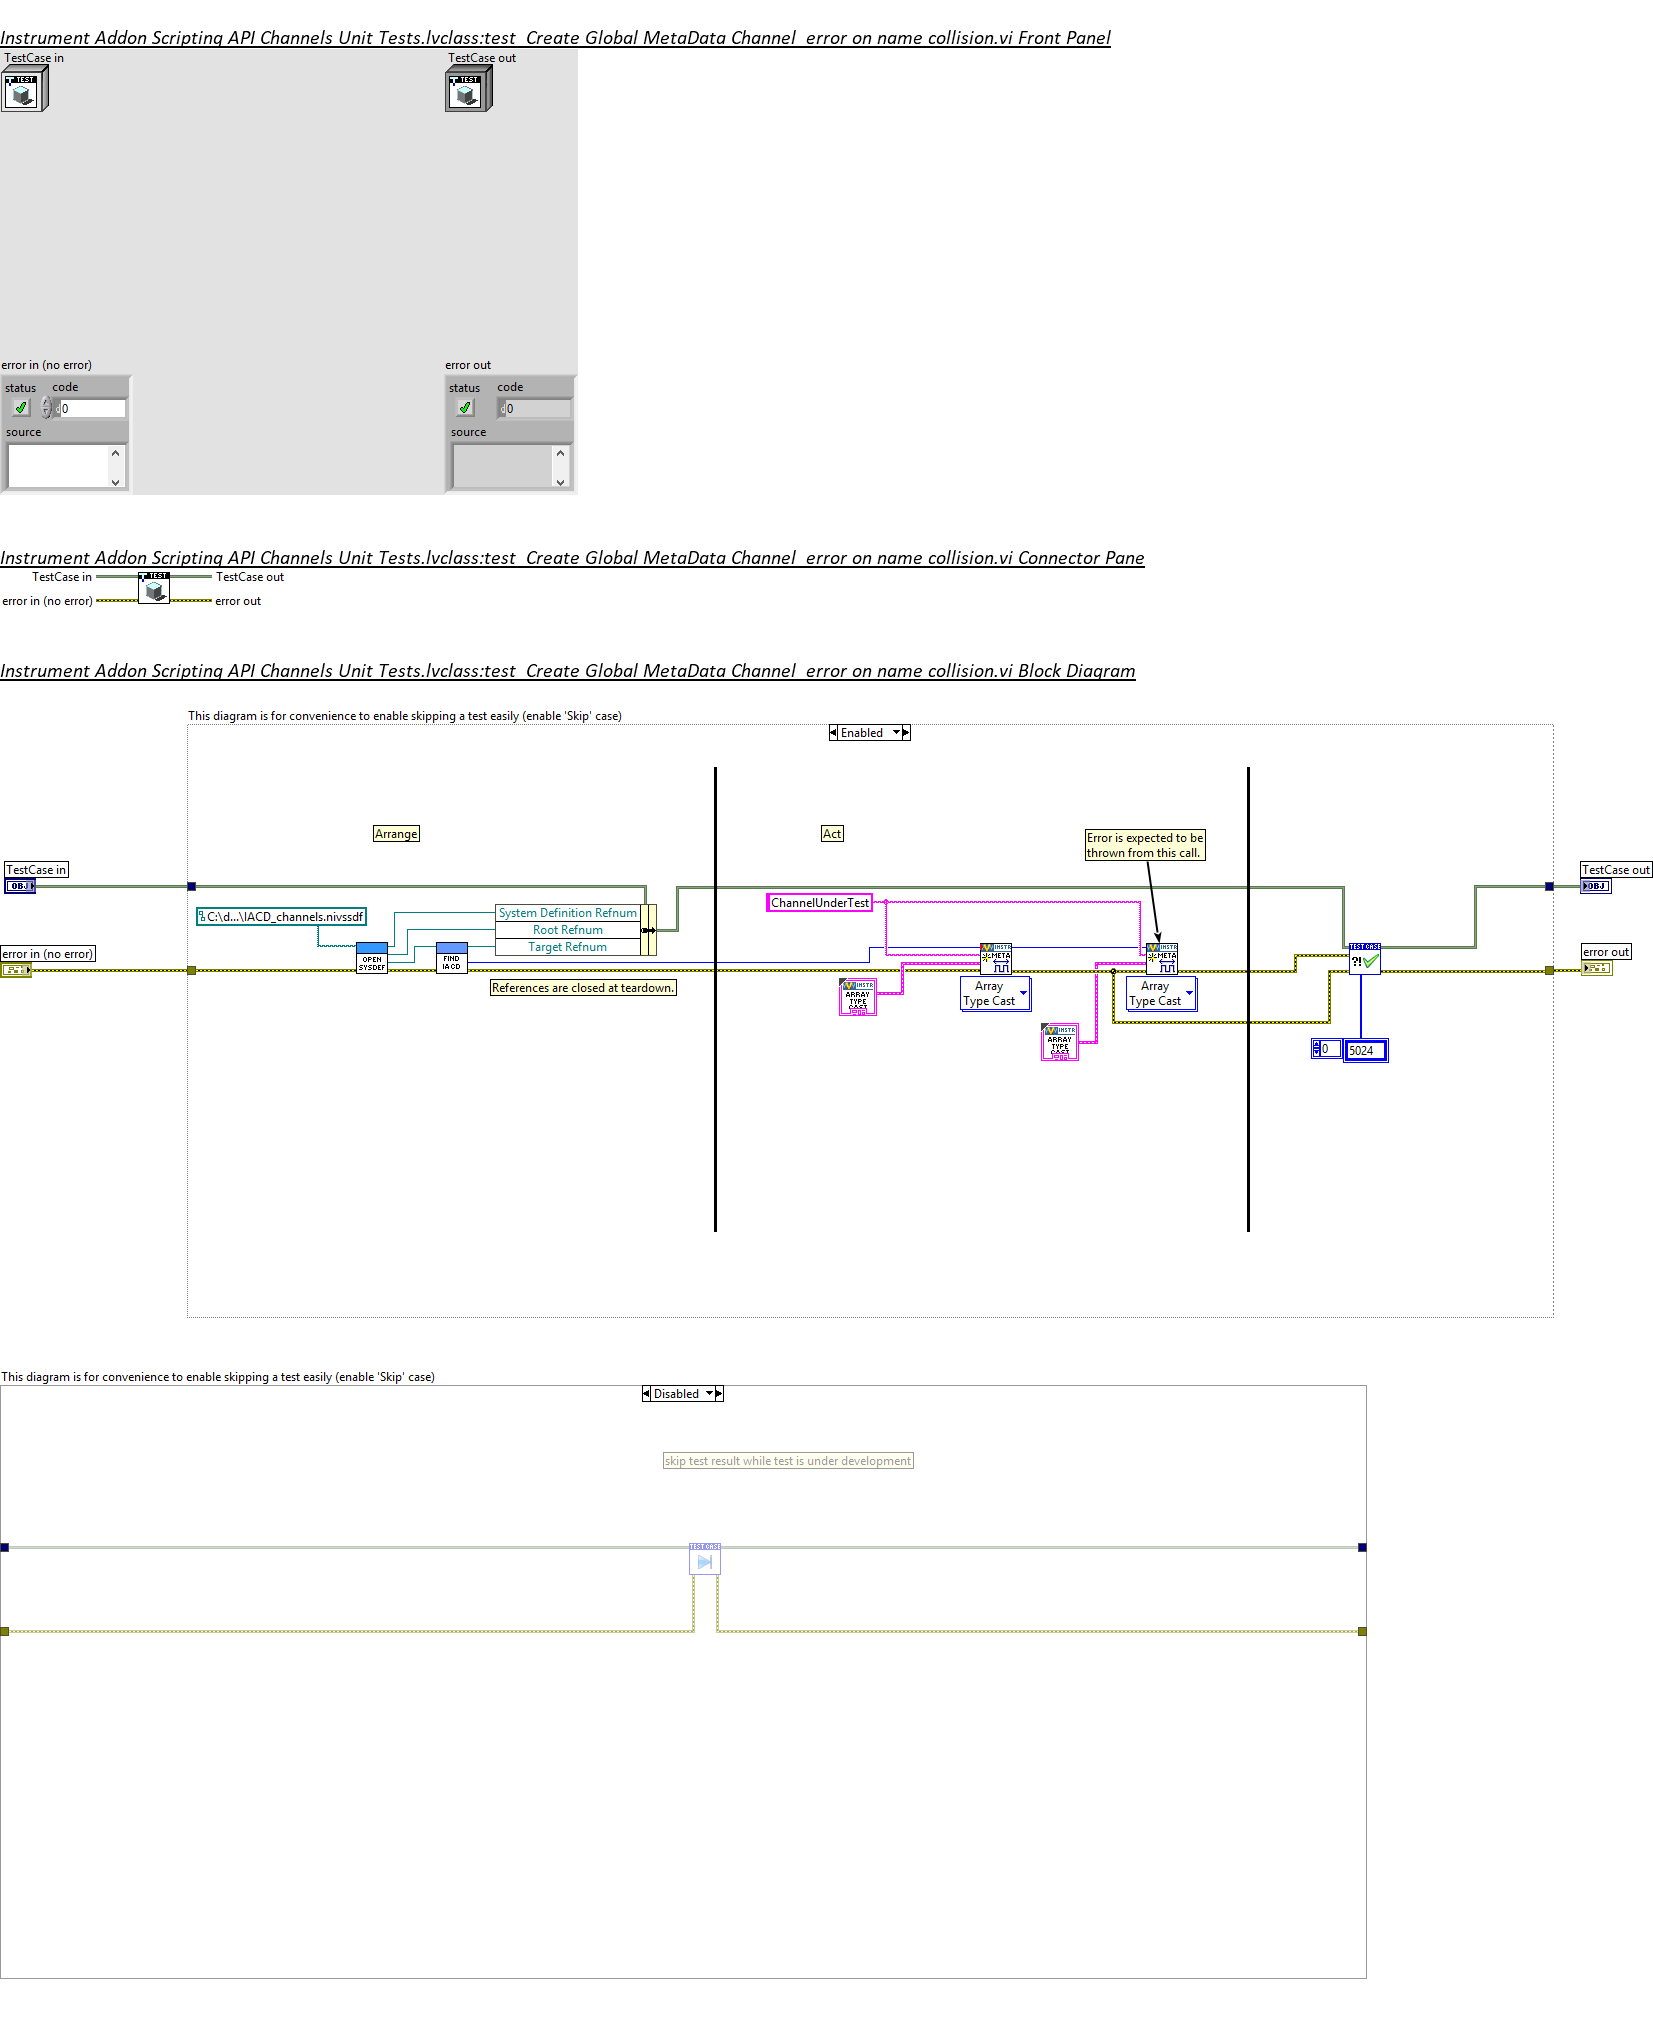 Instrument Addon Scripting API Channels Unit Tests.lvclass:test  Create Global MetaData Channel  error on name collision.vi Front Panel
TestCase in
TestCase out
TEST
TEST
error in (no error)
error out
status code
status code
d0
d0
source
source
Instrument Addon Scripting API Channels Unit Tests.lvclass:test  Create Global MetaData Channel  error on name collision.vi Connector Pane
TestCase in
TEST
TestCase out
error in (no error)
error out
Instrument Addon Scripting API Channels Unit Tests.lvclass:test  Create Global MetaData Channel  error on name collision.vi Block Diagram
This diagram is for convenience to enable skipping a test easily (enable 'Skip' case)
Enabled
Arrange
Act
Error is expected to be
thrown from this call.
TestCase in
OBJ
TestCase out
OBJ
ChannelUnderTest
C:\d...\IACD_channels.nivssdf
System Definition Refnum
Root Refnum
Target Refnum
error in (no error)
error out
OPEN
SYSDEF
FIND
IACD
INSTR
META
INSTR
META
TEST CASE
?!
References are closed at teardown.
INSTR
ARRAY
TYPE
CAST
Array
Type Cast
Array
Type Cast
INSTR
ARRAY
TYPE
CAST
0
5024
This diagram is for convenience to enable skipping a test easily (enable 'Skip' case)
Disabled
skip test result while test is under development
TEST CASE